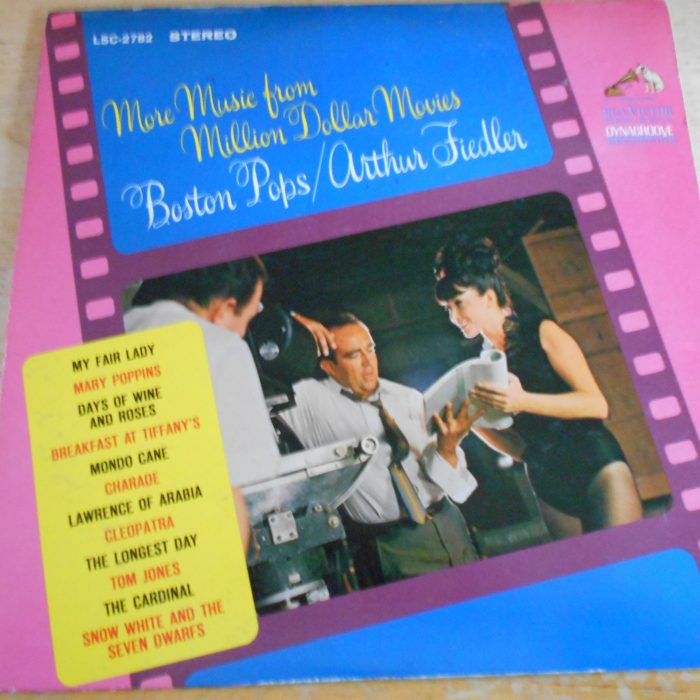 LSC-2782 STEREO
More Music from
Million Dollar Movies
Boston Pops/Arthur Fiedler
RCA VICTOR
DYNAGROOVE
MY FAIR LADY
MARY POPPINS
DAYS OF WINE
AND ROSES
BREAKFAST AT TIFFANY'S
MONDO CANE
CHARADE
LAWRENCE OF ARABIA
CLEOPATRA
THE LONGEST DAY
TOM JONES
THE CARDINAL
SNOW WHITE AND THE
SEVEN DWARFS